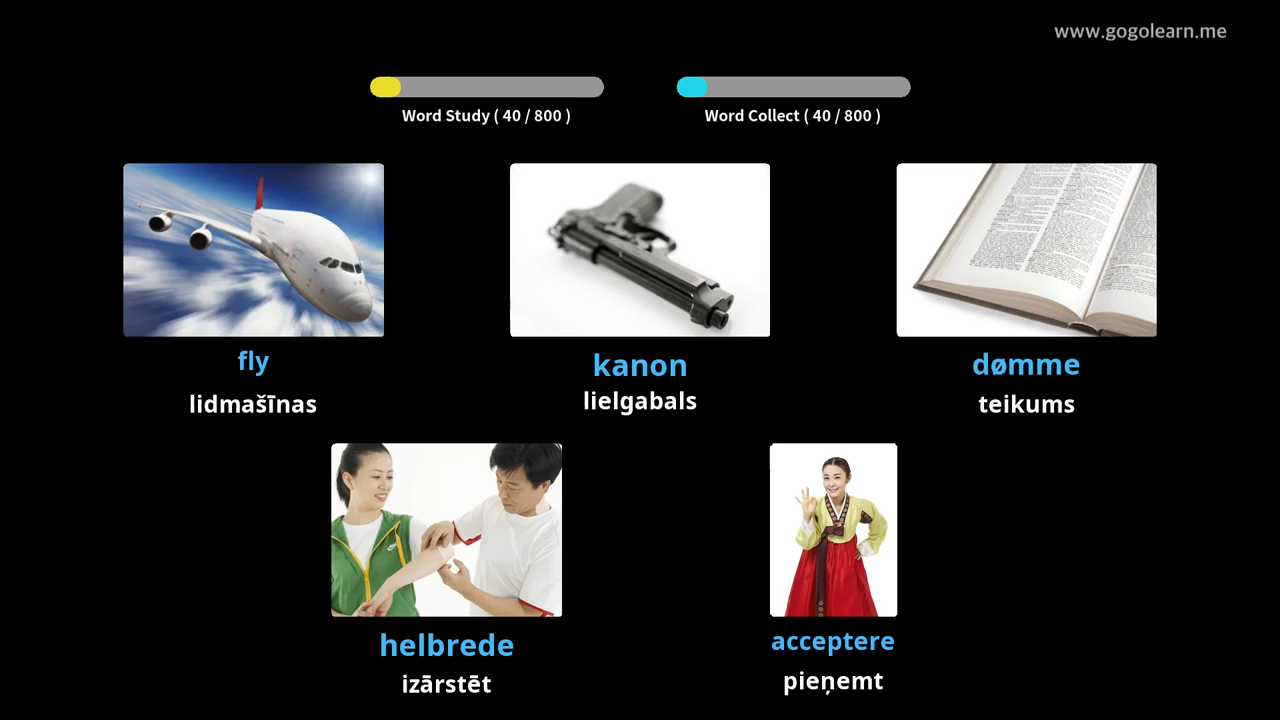 www.gogolearn.me
Word Study ( 40 / 800 )
Word Collect ( 40 / 800 )
fly
lidmašīnas
kanon
lielgabals
dømme
teikums
helbrede
izārstēt
acceptere
pieņemt